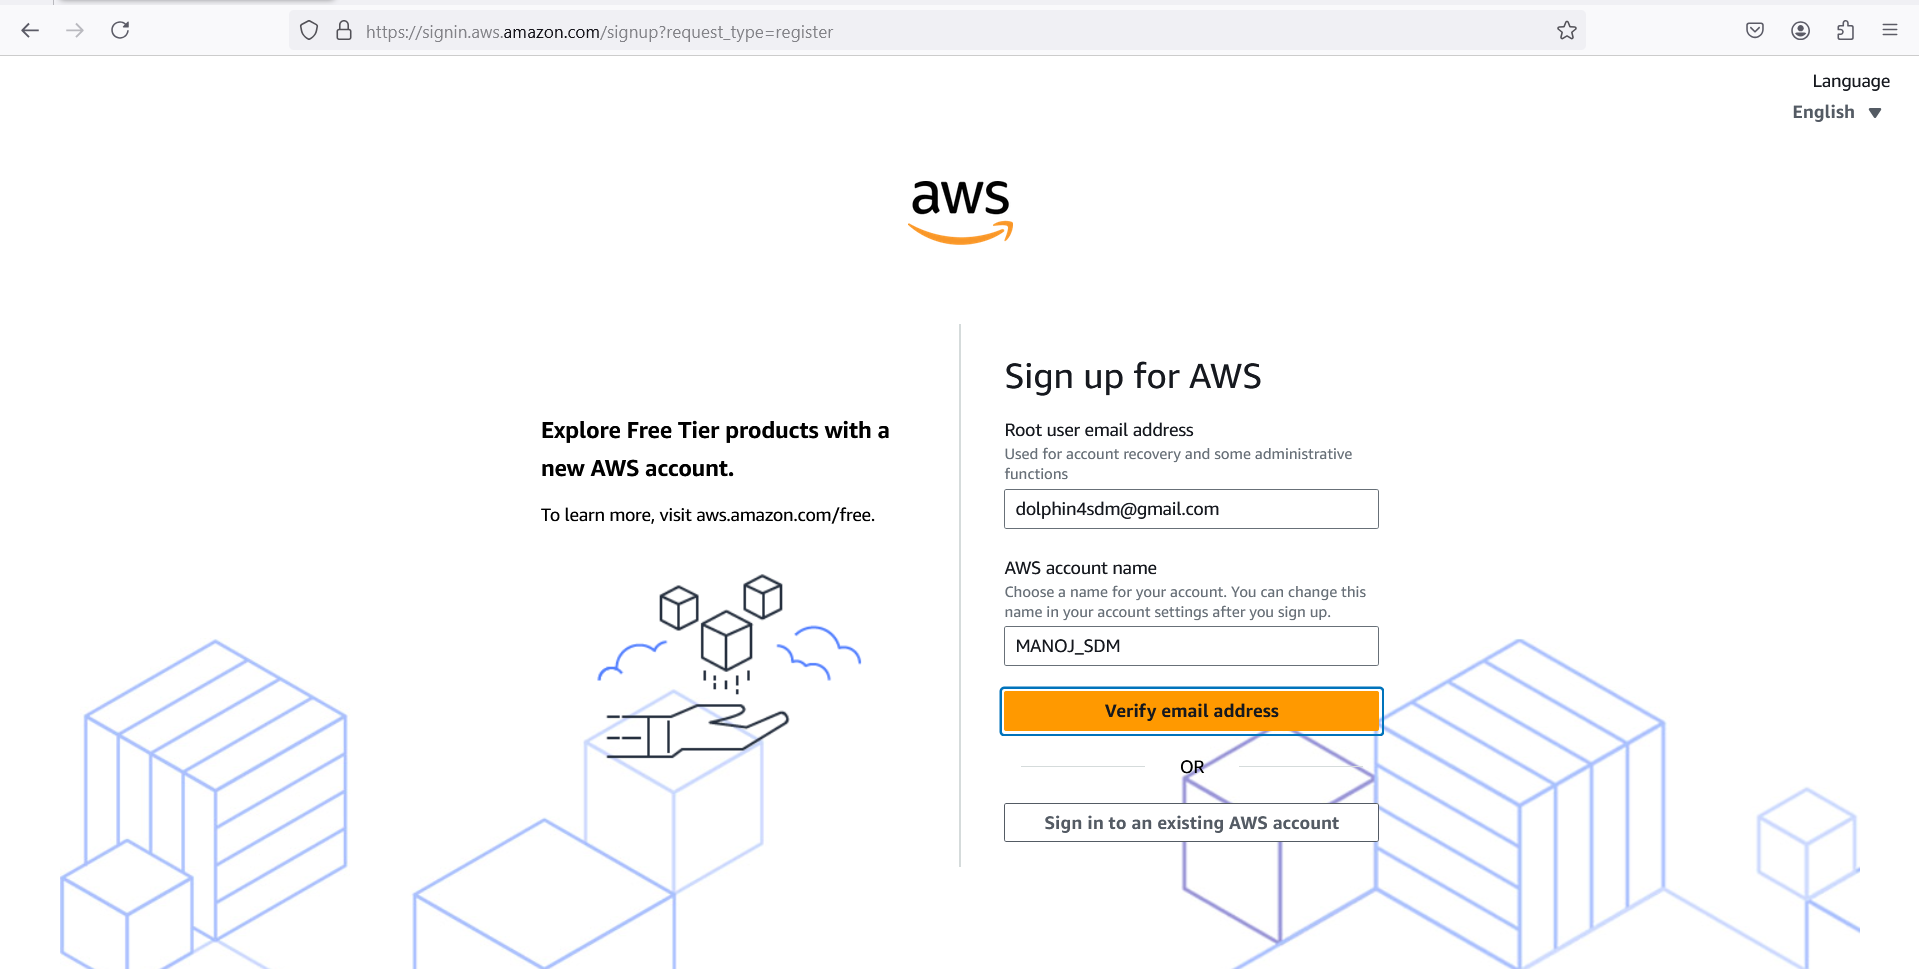 https://signin.aws.amazon.com/signup?request_type=register
Language
English
aws
Explore Free Tier products with a
new AWS account.
To learn more, visit aws.amazon.com/free.
Sign up for AWS
Root user email address
Used for account recovery and some administrative
functions
dolphin4sdm@gmail.com
AWS account name
Choose a name for your account. You can change this
name in your account settings after you sign up.
MANOJ_SDM
Verify email address
OR
Sign in to an existing AWS account